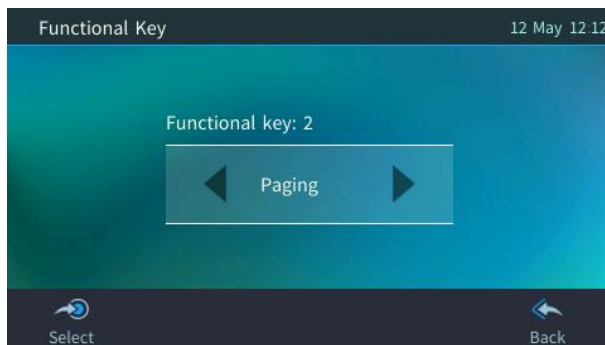 Functional Key
12 May 12:12
Functional key: 2
Paging
Select
Back